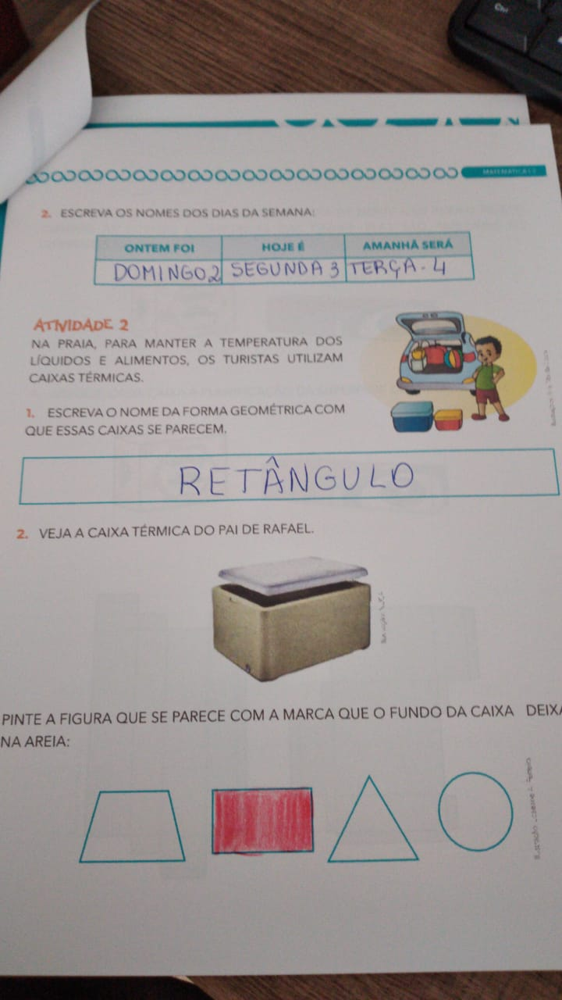 Ctrl
MATEMÁTICA
2. ESCREVA OS NOMES DOS DIAS DA SEMANA:
ONTEM FOI HOJE É AMANHÃ SERÁ
DOMINGO 2 SEGUNDA 3 TERÇA - 4
ATIVIDADE 2
NA PRAIA, PARA MANTER A TEMPERATURA DOS
LÍQUIDOS E ALIMENTOS, OS TURISTAS UTILIZAM
CAIXAS TÉRMICAS.
1. ESCREVA O NOME DA FORMA GEOMÉTRICA COM
QUE ESSAS CAIXAS SE PARECEM.
RETÂNGULO
2. VEJA A CAIXA TÉRMICA DO PAI DE RAFAEL.
PINTE A FIGURA QUE SE PARECE COM A MARCA QUE O FUNDO DA CAIXA DEIXA
NA AREIA: